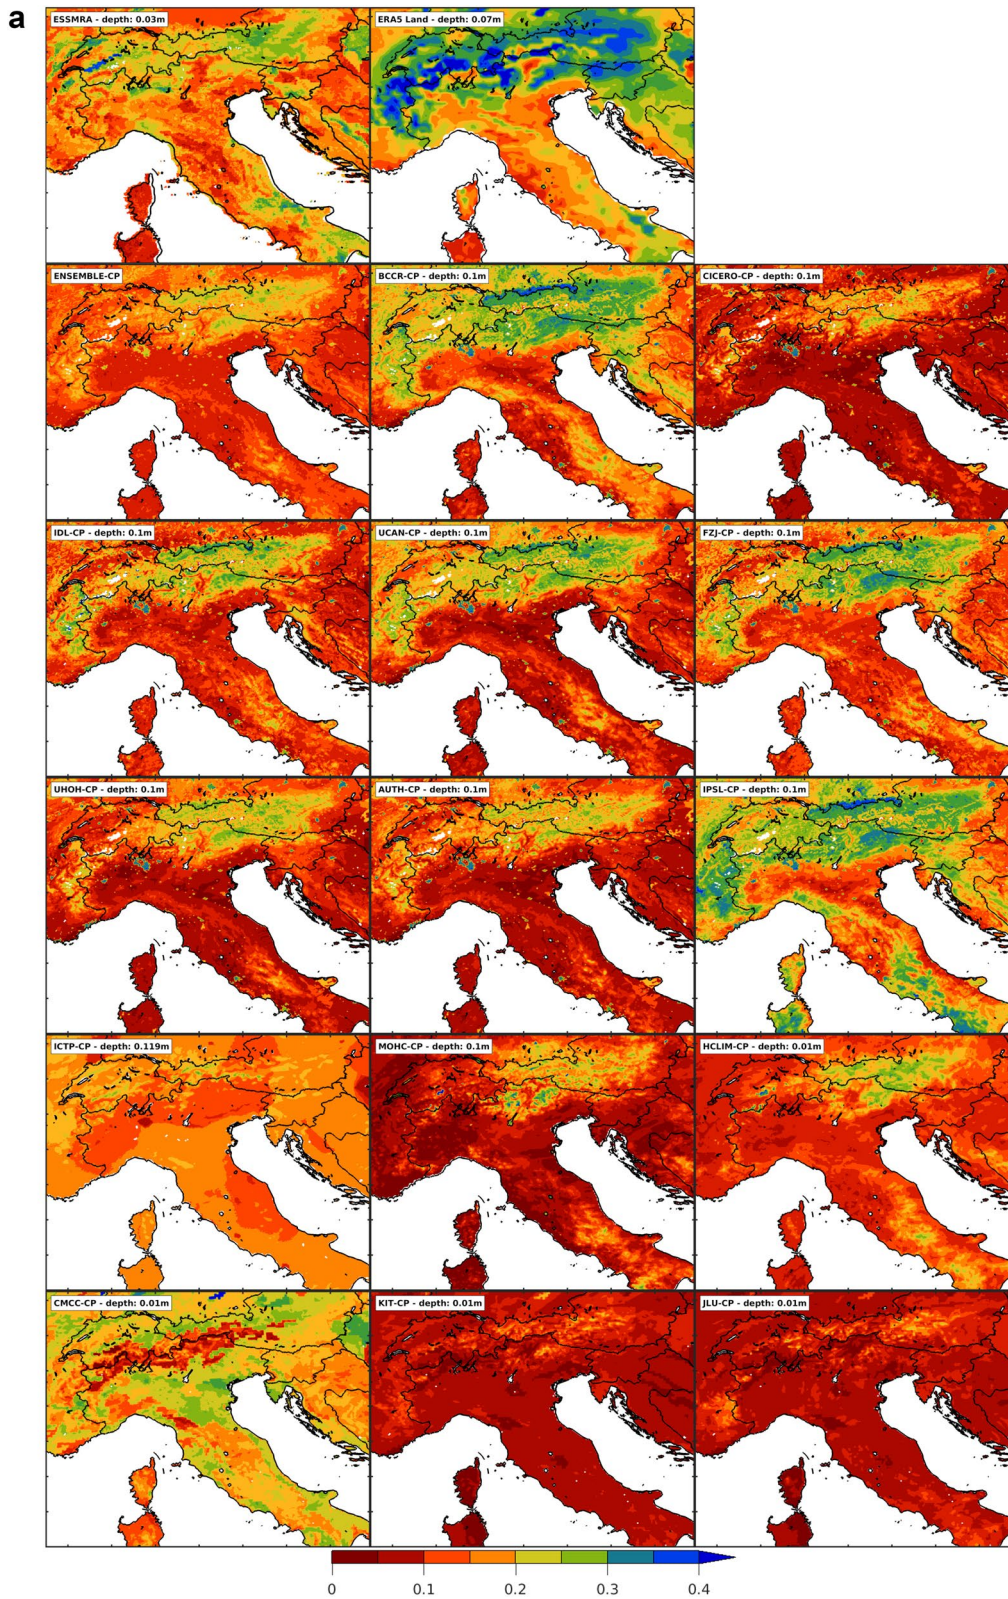 a
ESSMRA - depth: 0.03m
ERA5 Land - depth: 0.07m
ENSEMBLE-CP
BCCR-CP - depth: 0.1m
CICERO-CP - depth: 0.1m
IDL-CP - depth: 0.1m
UCAN-CP - depth: 0.1m
FZJ-CP - depth: 0.1m
UHOH-CP - depth: 0.1m
AUTH-CP - depth: 0.1m
IPSL-CP - depth: 0.1m
ICTP-CP - depth: 0.119m
MOHC-CP - depth: 0.1m
HCLIM-CP - depth: 0.01m
CMCC-CP - depth: 0.01m
KIT-CP - depth: 0.01m
JLU-CP - depth: 0.01m
0 0.1 0.2 0.3 0.4